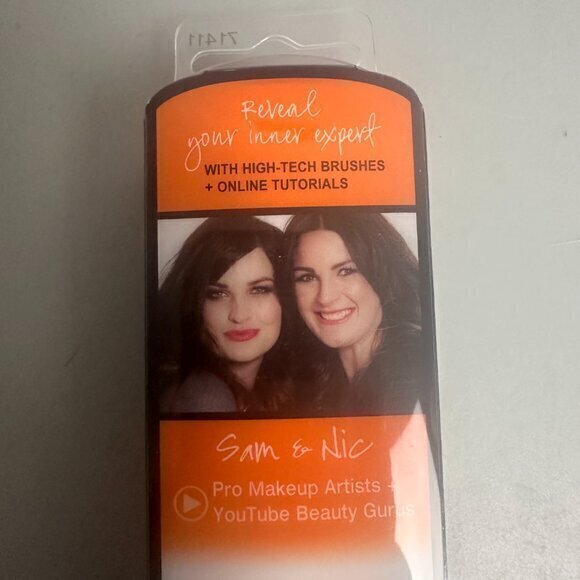 71411
Reveal
your inner expert
WITH HIGH-TECH BRUSHES
+ ONLINE TUTORIALS
Sam & Nic
Pro Makeup Artists +
YouTube Beauty Gurus